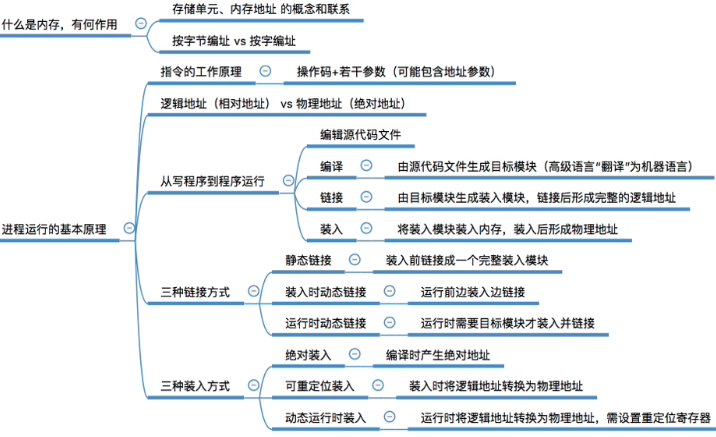 什么是内存，有何作用
存储单元、内存地址 的概念和联系
按字节编址 vs 按字编址
进程运行的基本原理
指令的工作原理
操作码+若干参数（可能包含地址参数）
逻辑地址（相对地址） vs 物理地址（绝对地址）
从写程序到程序运行
编辑源代码文件
编译
由源代码文件生成目标模块（高级语言“翻译”为机器语言）
链接
由目标模块生成装入模块，链接后形成完整的逻辑地址
装入
将装入模块装入内存，装入后形成物理地址
三种链接方式
静态链接
装入前链接成一个完整装入模块
装入时动态链接
运行前边装入边链接
运行时动态链接
运行时需要目标模块才装入并链接
三种装入方式
绝对装入
编译时产生绝对地址
可重定位装入
装入时将逻辑地址转换为物理地址
动态运行时装入
运行时将逻辑地址转换为物理地址，需设置重定位寄存器